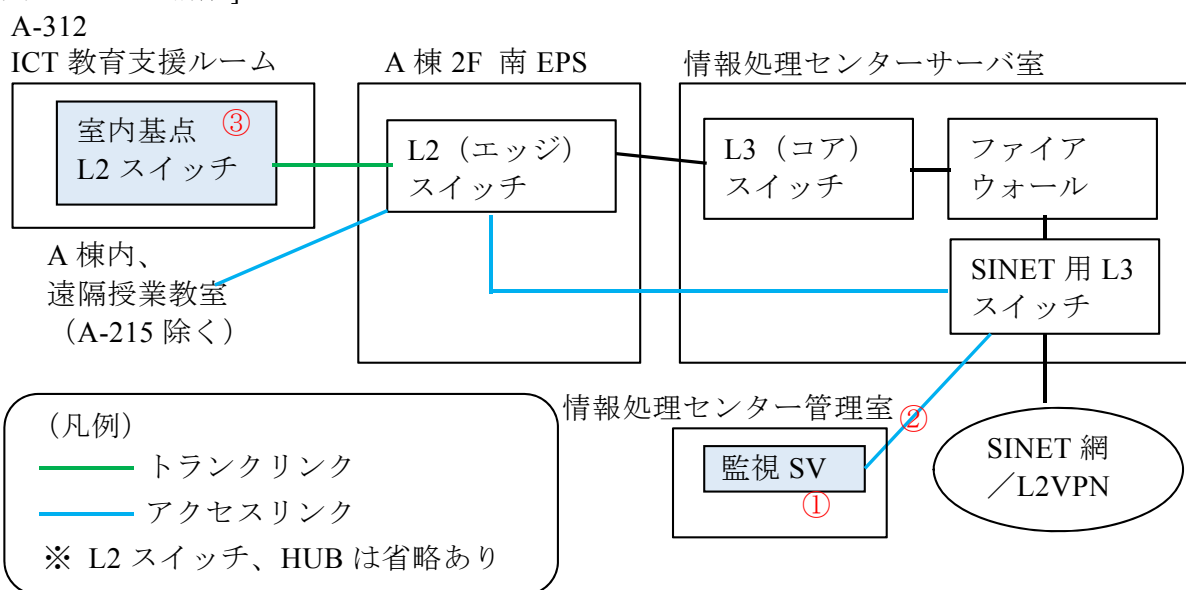 A-312
ICT 教育支援ルーム
A 棟 2F 南 EPS
情報処理センターサーバ室
室内基点 ③
L2 スイッチ
L2（エッジ）
スイッチ
L3（コア）
スイッチ
ファイア
ウォール
A 棟内、
遠隔授業教室
（A-215 除く）
SINET 用 L3
スイッチ
（凡例）
トランクリンク
アクセスリンク
※ L2 スイッチ、HUB は省略あり
情報処理センター管理室 ②
監視 SV
①
SINET 網
／L2VPN